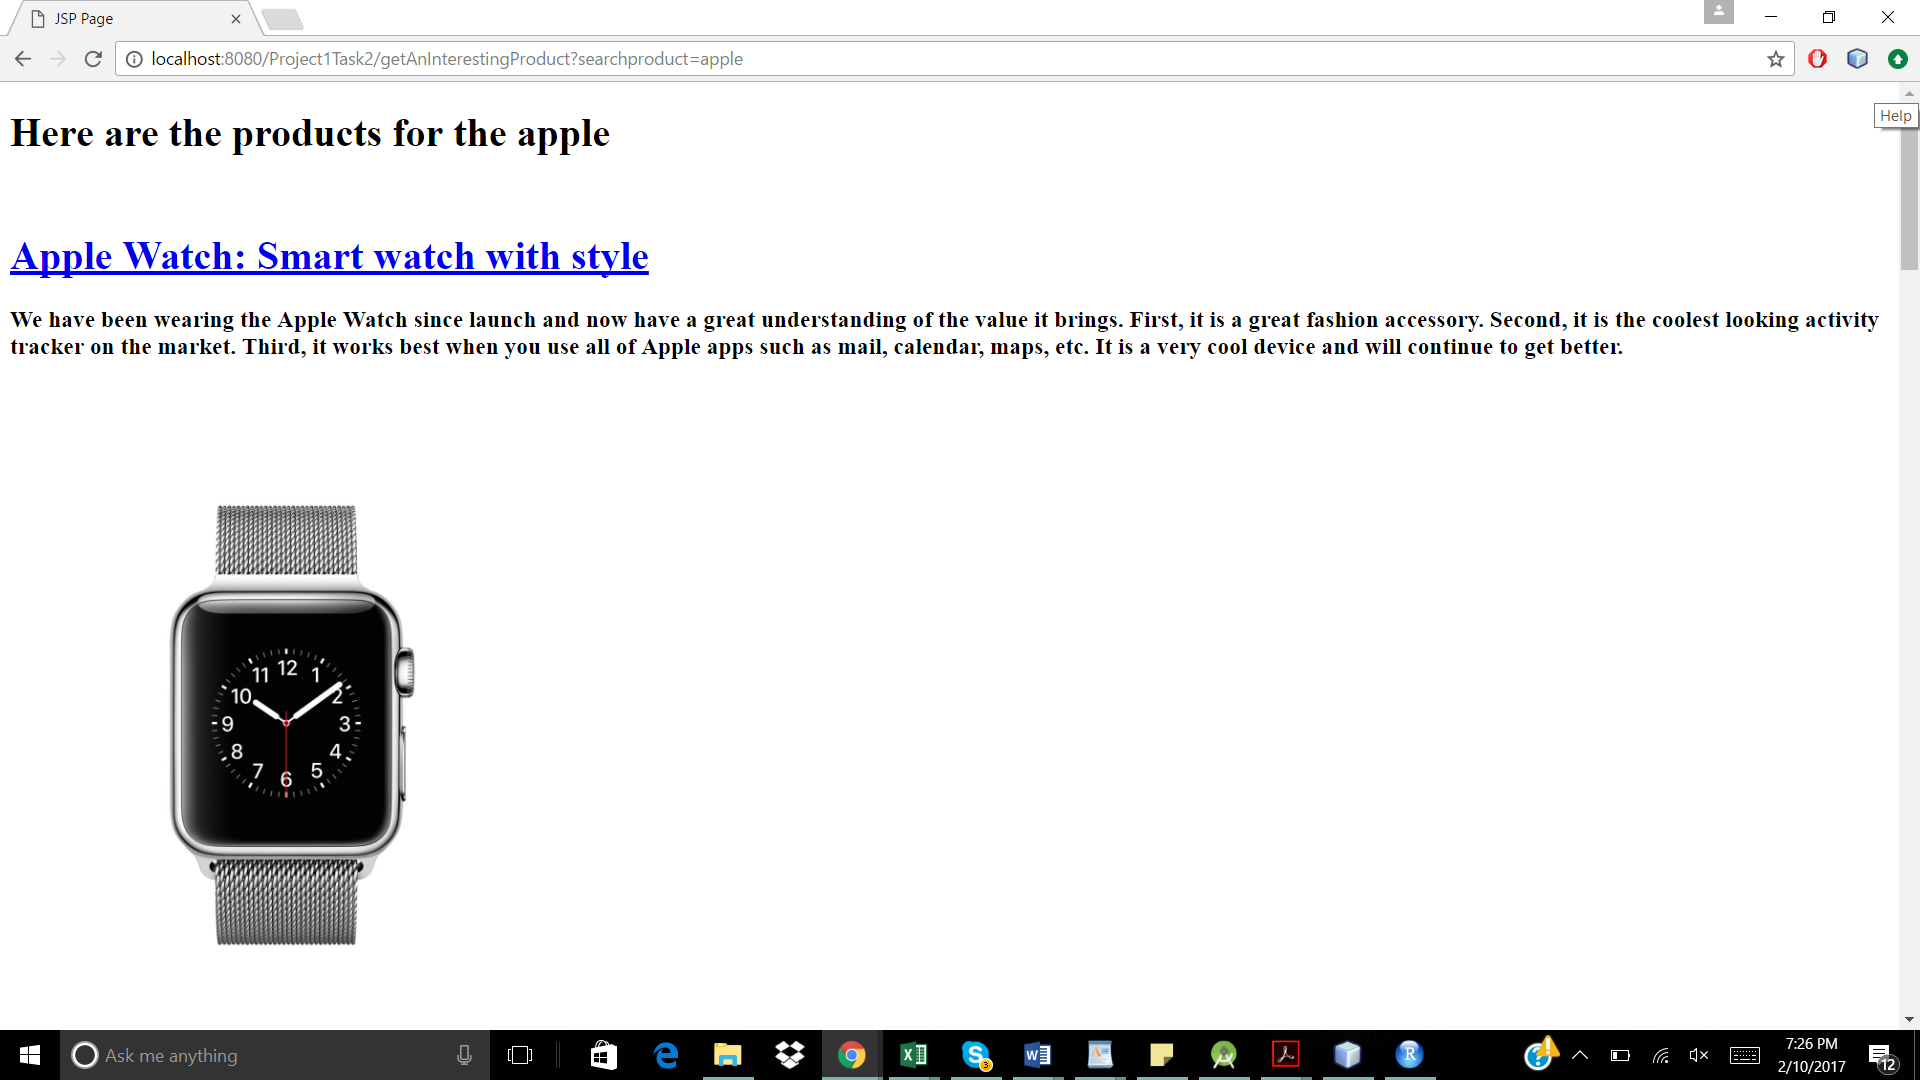 JSP Page
localhost:8080/Project1Task2/getAnInterestingProduct?searchproduct=apple
Help
Here are the products for the apple
Apple Watch: Smart watch with style
We have been wearing the Apple Watch since launch and now have a great understanding of the value it brings. First, it is a great fashion accessory. Second, it is the coolest looking activity
tracker on the market. Third, it works best when you use all of Apple apps such as mail, calendar, maps, etc. It is a very cool device and will continue to get better.
11 12 1
10 2
9 3
8 4
7 6 5
Ask me anything
3
7:26 PM
2/10/2017
12